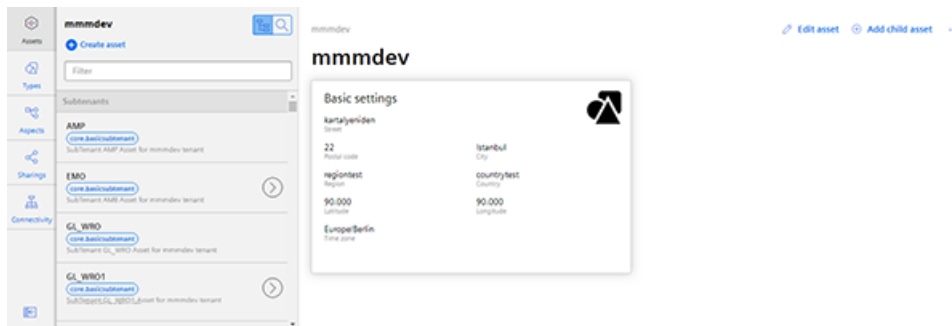 Assets
Types
Aspects
Sharings
Connectivity
mmmdev
Create asset
Filter
Subtenants
AMP
core.basicsubtenant
SubTenant AMP Asset for mmmdev tenant
EMO
core.basicsubtenant
SubTenant AMB Asset for mmmdev tenant
GL_WRO
core.basicsubtenant
SubTenant GL_WRO Asset for mmmdev tenant
GL_WRO1
core.basicsubtenant
SubTenant GL_WRO1 Asset for mmmdev tenant
mmmdev
Edit asset
Add child asset
mmmdev
Basic settings
kartalyeniden
Street
22
Postal code
Istanbul
City
regiontest
Region
countrytest
Country
90.000
Latitude
90.000
Longitude
Europe/Berlin
Time zone